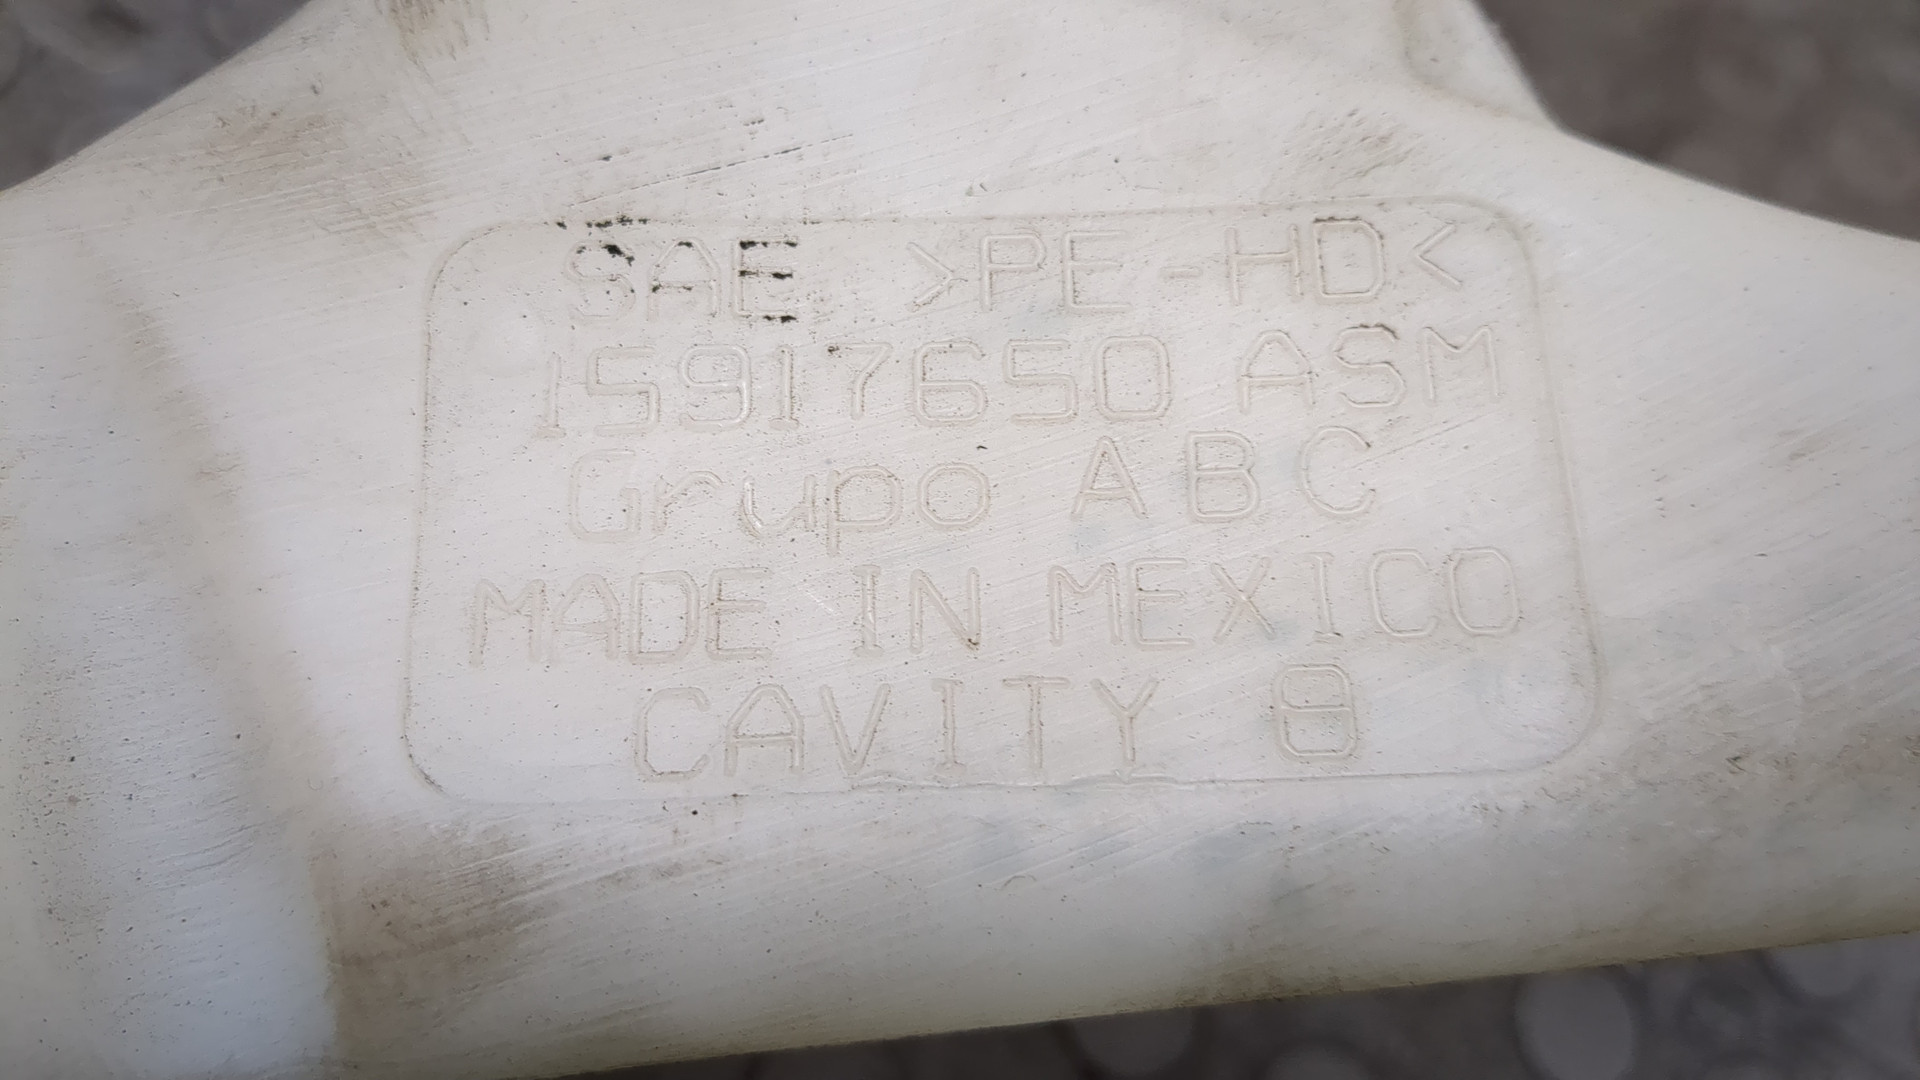 SAE >PE-HD<
15917650 ASM
Grupo ABC
MADE IN MEXICO
CAVITY 8